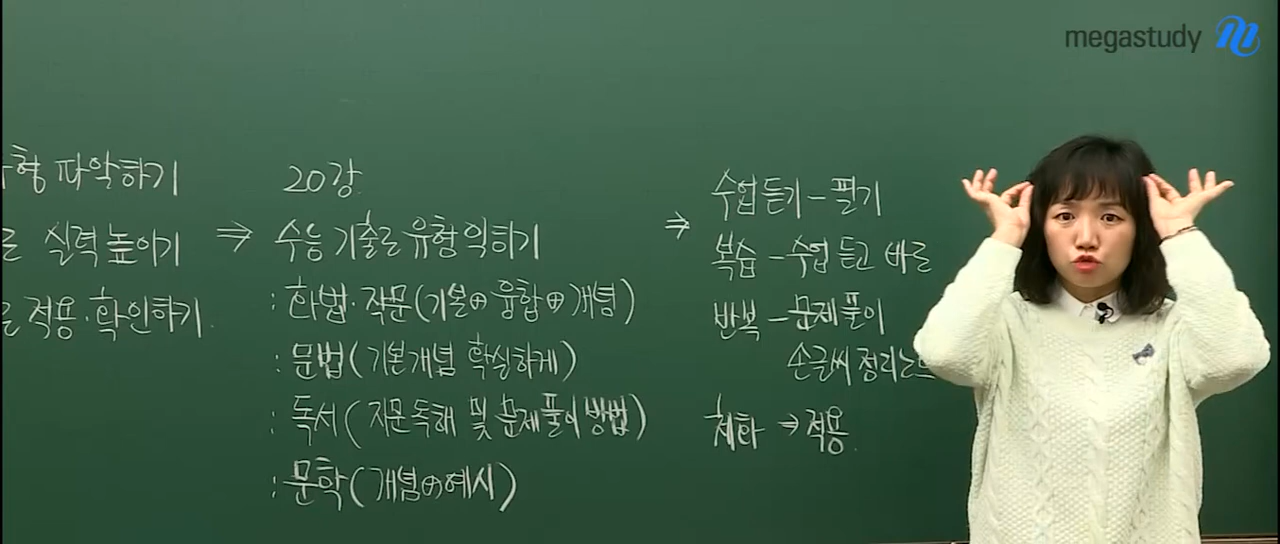 megastudy
유형 파악하기
로 실력 높이기
로 적용·확인하기
⇒
20강
수능 기출로 유형 익히기
: 화법·작문(기본⊕융합⊕개념)
: 문법(기본개념 확실하게)
: 독서(지문독해 및 문제풀이 방법)
: 문학(개념⊕예시)
⇒
수업 듣기 - 필기
복습 - 수업 듣고 바로
반복 - 문제풀이
손글씨 정리노트
체화 → 적용